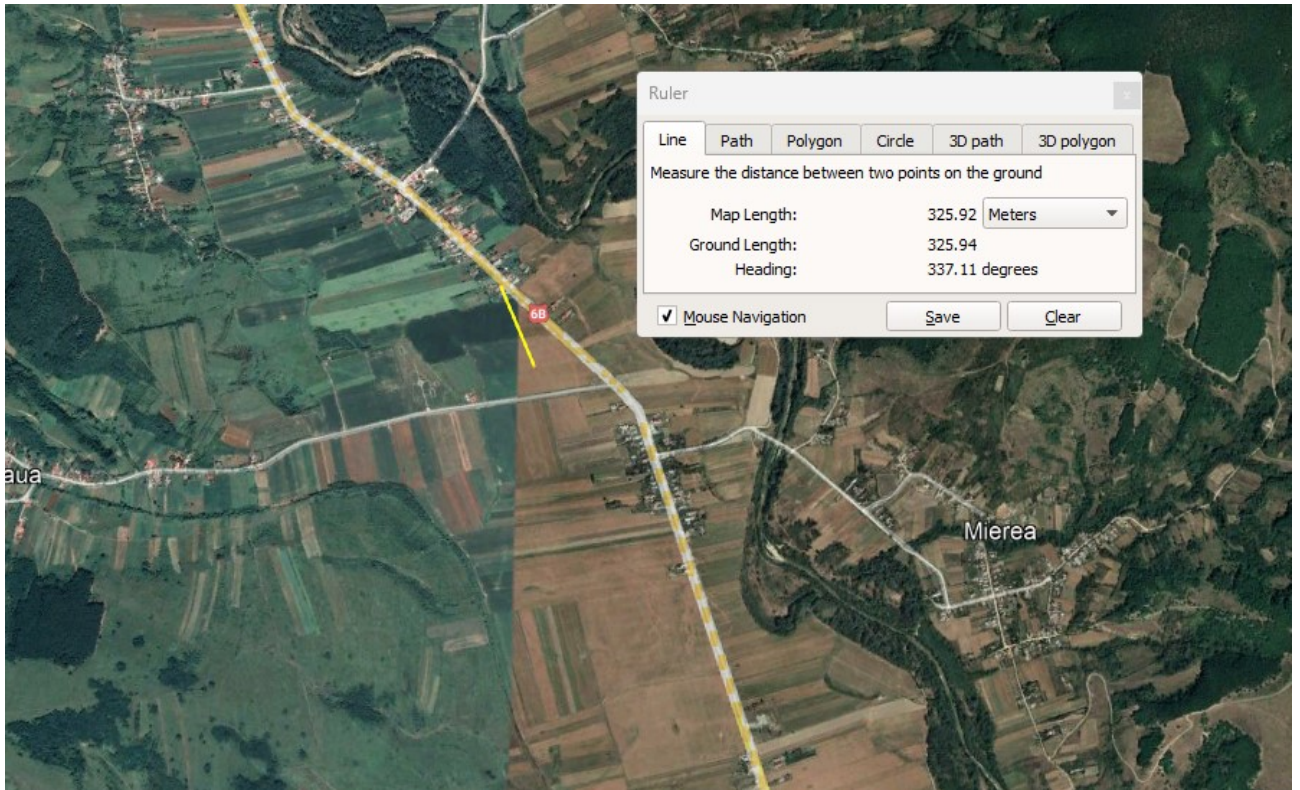 Ruler
Line Path Polygon Circle 3D path 3D polygon
Measure the distance between two points on the ground
Map Length: 325.92 Meters
Ground Length: 325.94
Heading: 337.11 degrees
Mouse Navigation Save Clear
6B
aua
Mierea